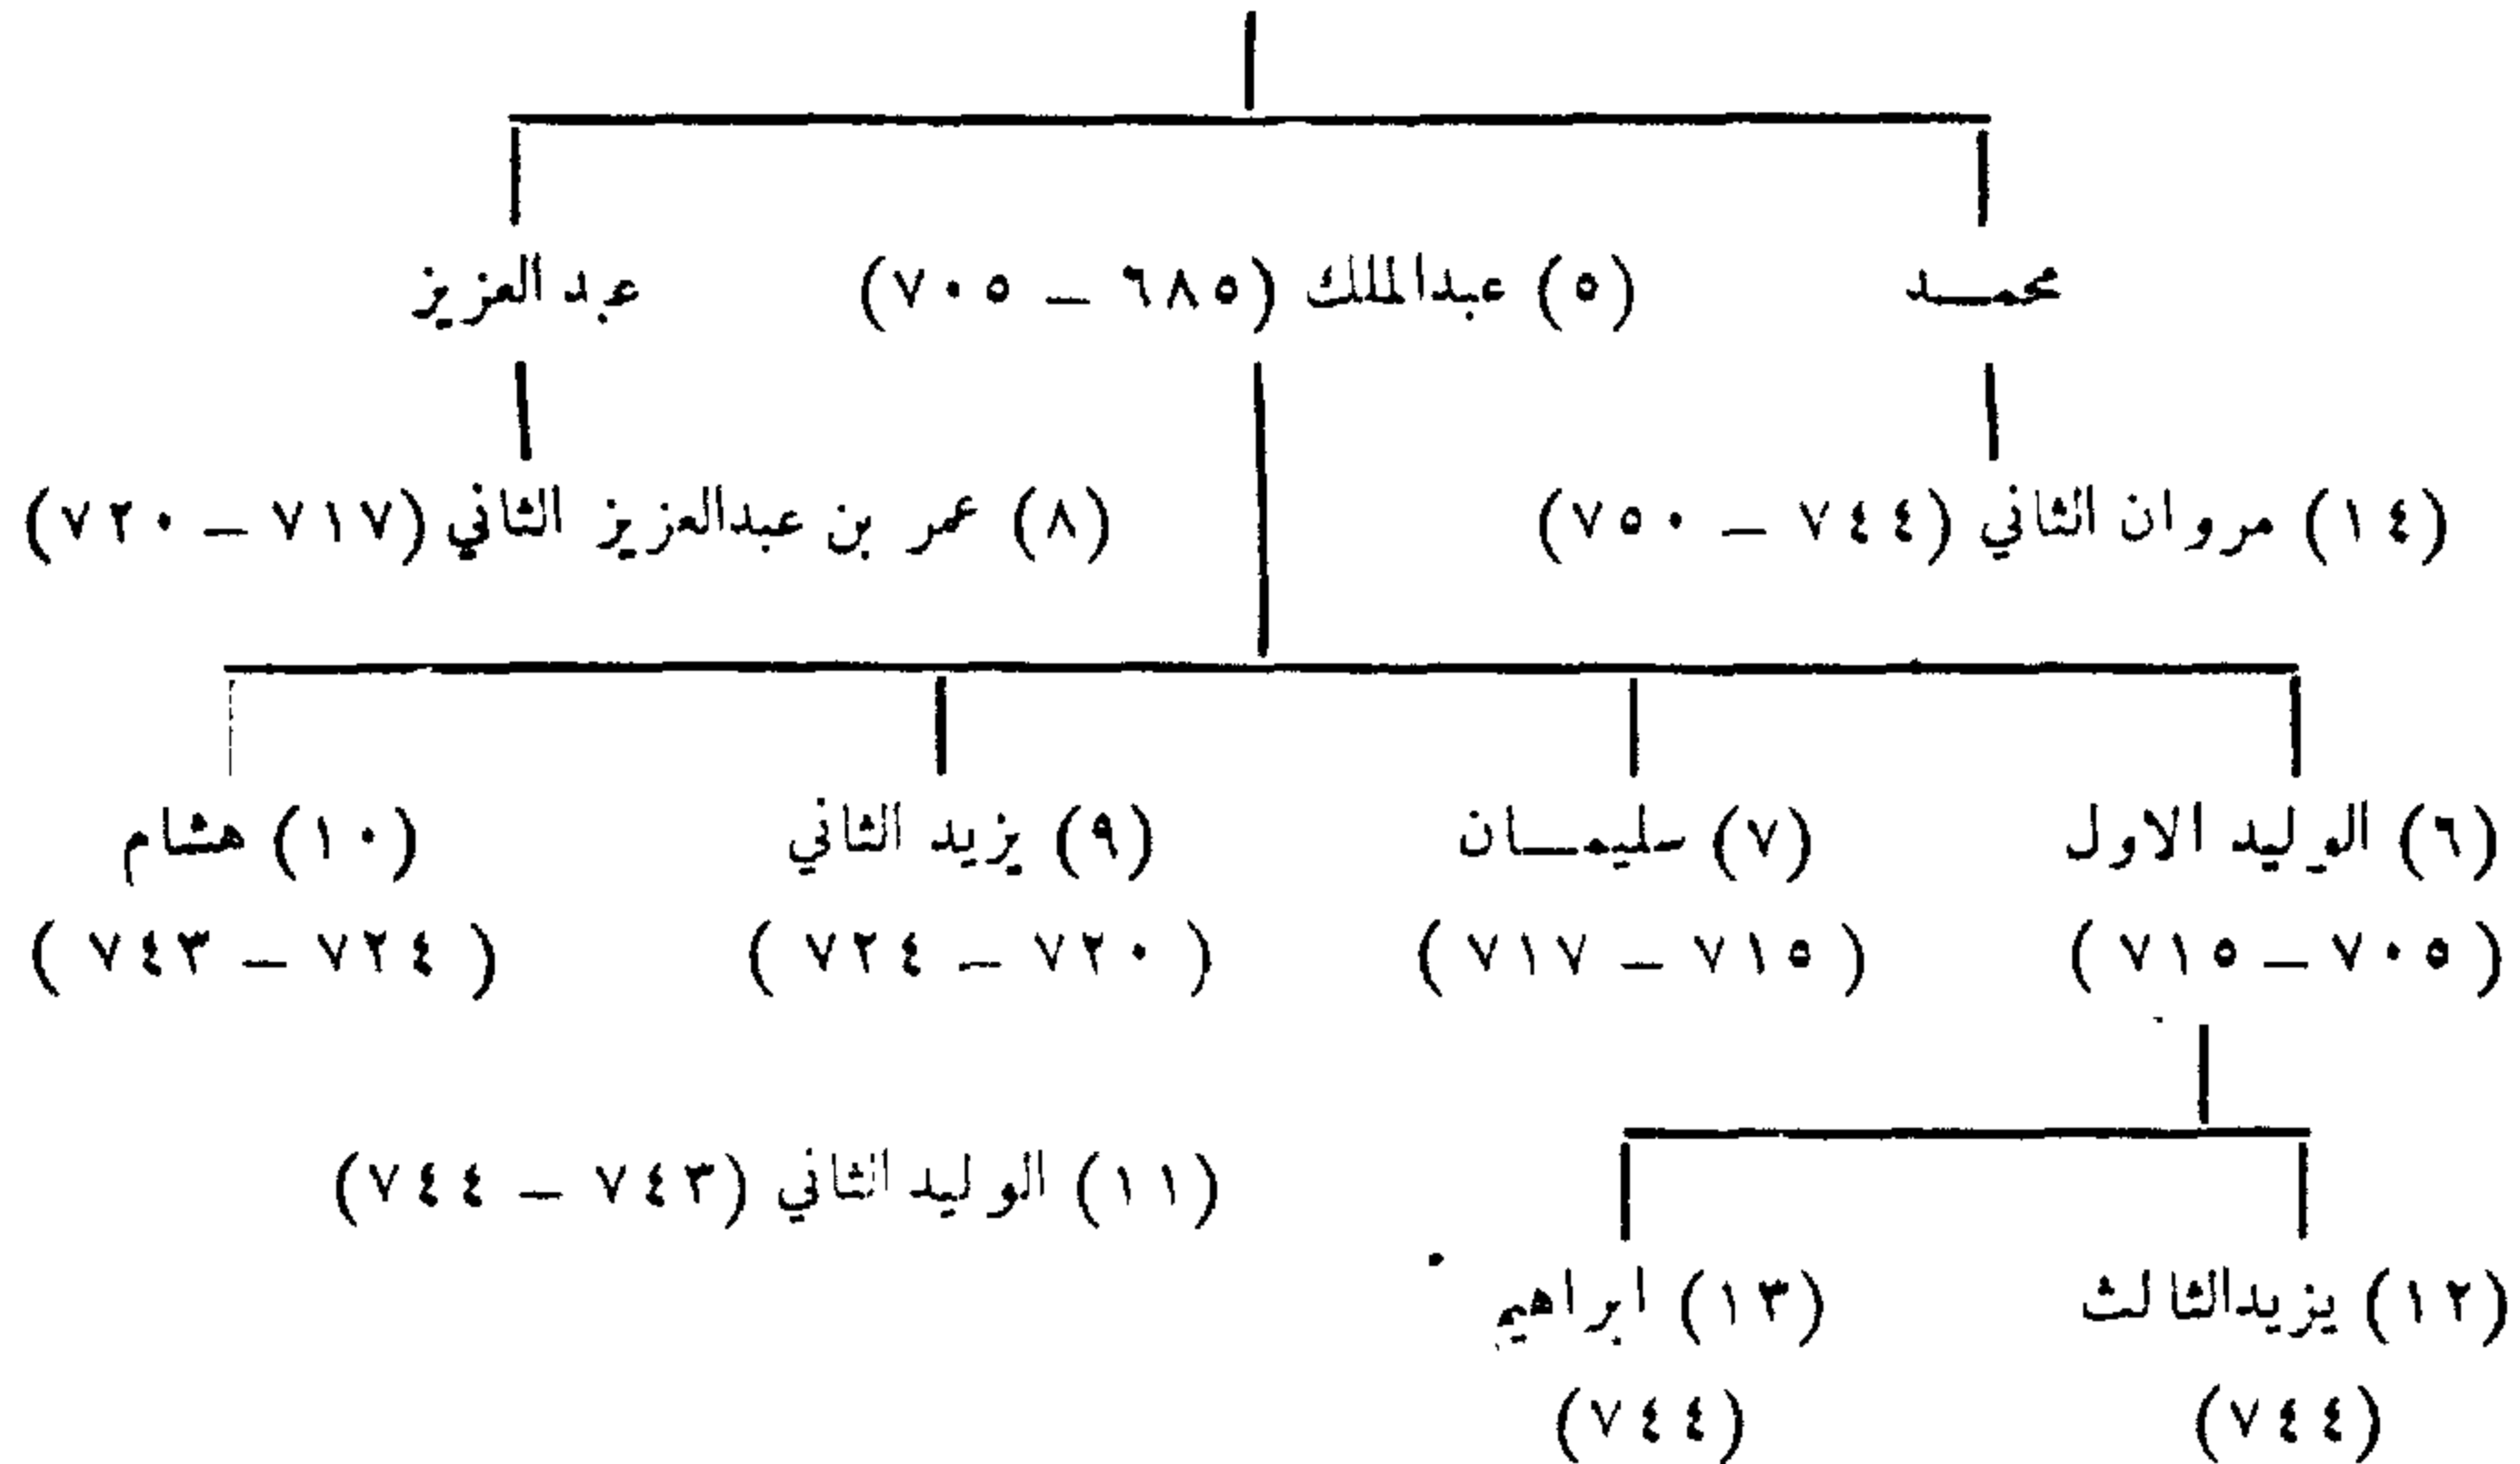 محمـــد (٥) عبدالملك (٦٨٥ – ٧٠٥) عبد العزيز
(١٤) مروان الثاني (٧٤٤ – ٧٥٠) (٨) عمر بن عبدالعزيز الثاني (٧١٧ – ٧٢٠)
(٦) الوليد الاول (٧) سليمــان (٩) يزيد الثاني (١٠) هشام
(٧٠٥ – ٧١٥) (٧١٥ – ٧١٧) (٧٢٠ – ٧٢٤) (٧٢٤ – ٧٤٣)
(١١) الوليد الثاني (٧٤٣ – ٧٤٤)
(١٢) يزيدالثالث (١٣) ابراهيم
(٧٤٤) (٧٤٤)